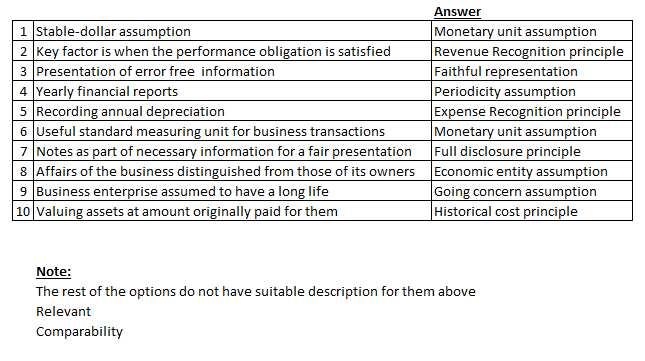 Answer
1 Stable-dollar assumption Monetary unit assumption
2 Key factor is when the performance obligation is satisfied Revenue Recognition principle
3 Presentation of error free information Faithful representation
4 Yearly financial reports Periodicity assumption
5 Recording annual depreciation Expense Recognition principle
6 Useful standard measuring unit for business transactions Monetary unit assumption
7 Notes as part of necessary information for a fair presentation Full disclosure principle
8 Affairs of the business distinguished from those of its owners Economic entity assumption
9 Business enterprise assumed to have a long life Going concern assumption
10 Valuing assets at amount originally paid for them Historical cost principle
Note:
The rest of the options do not have suitable description for them above
Relevant
Comparability